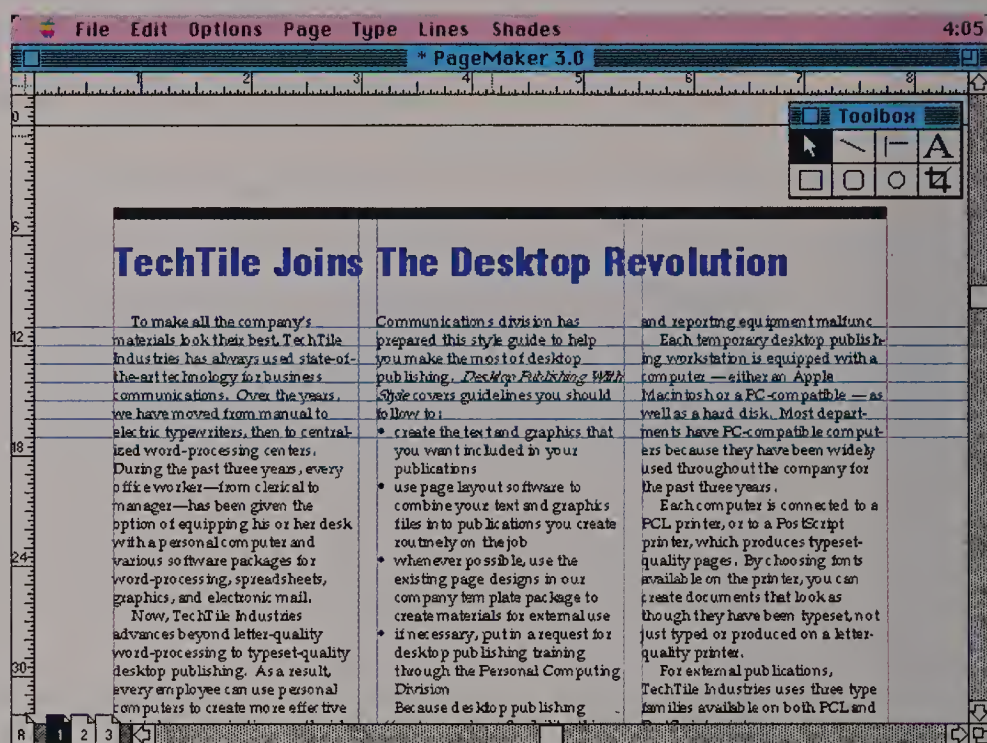 File Edit Options Page Type Lines Shades 4:05
* PageMaker 3.0
1 2 3 4 5 6 7 8
Toolbox
A
0
6
12
18
24
30
TechTile Joins The Desktop Revolution
To make all the company's
materials look their best, TechTile
Industries has always used state-of-
the-art technology for business
communications. Over the years,
we have moved from manual to
electric typewriters, then to central-
ized word-processing centers.
During the past three years, every
office worker—from clerical to
manager—has been given the
option of equipping his or her desk
with a personal computer and
various software packages for
word-processing, spreadsheets,
graphics, and electronic mail.
Now, TechTile Industries
advances beyond letter-quality
word-processing to typeset-quality
desktop publishing. As a result,
every employee can use personal
computers to create more effective
Communications division has
prepared this style guide to help
you make the most of desktop
publishing. Desktop Publishing With
Style covers guidelines you should
follow to:
• create the text and graphics that
you want included in your
publications
• use page layout software to
combine your text and graphics
files into publications you create
routinely on the job
• whenever possible, use the
existing page designs in our
company template package to
create materials for external use
• if necessary, put in a request for
desktop publishing training
through the Personal Computing
Division
Because desktop publishing
and reporting equipment malfunc
Each temporary desktop publish-
ing workstation is equipped with a
computer — either an Apple
Macintosh or a PC-compatible — as
well as a hard disk. Most depart-
ments have PC-compatible comput-
ers because they have been widely
used throughout the company for
the past three years.
Each computer is connected to a
PCL printer, or to a PostScript
printer, which produces typeset-
quality pages. By choosing fonts
available on the printer, you can
create documents that look as
though they have been typeset, not
just typed or produced on a letter-
quality printer.
For external publications,
TechTile Industries uses three type
families available on both PCL and
R 1 2 3